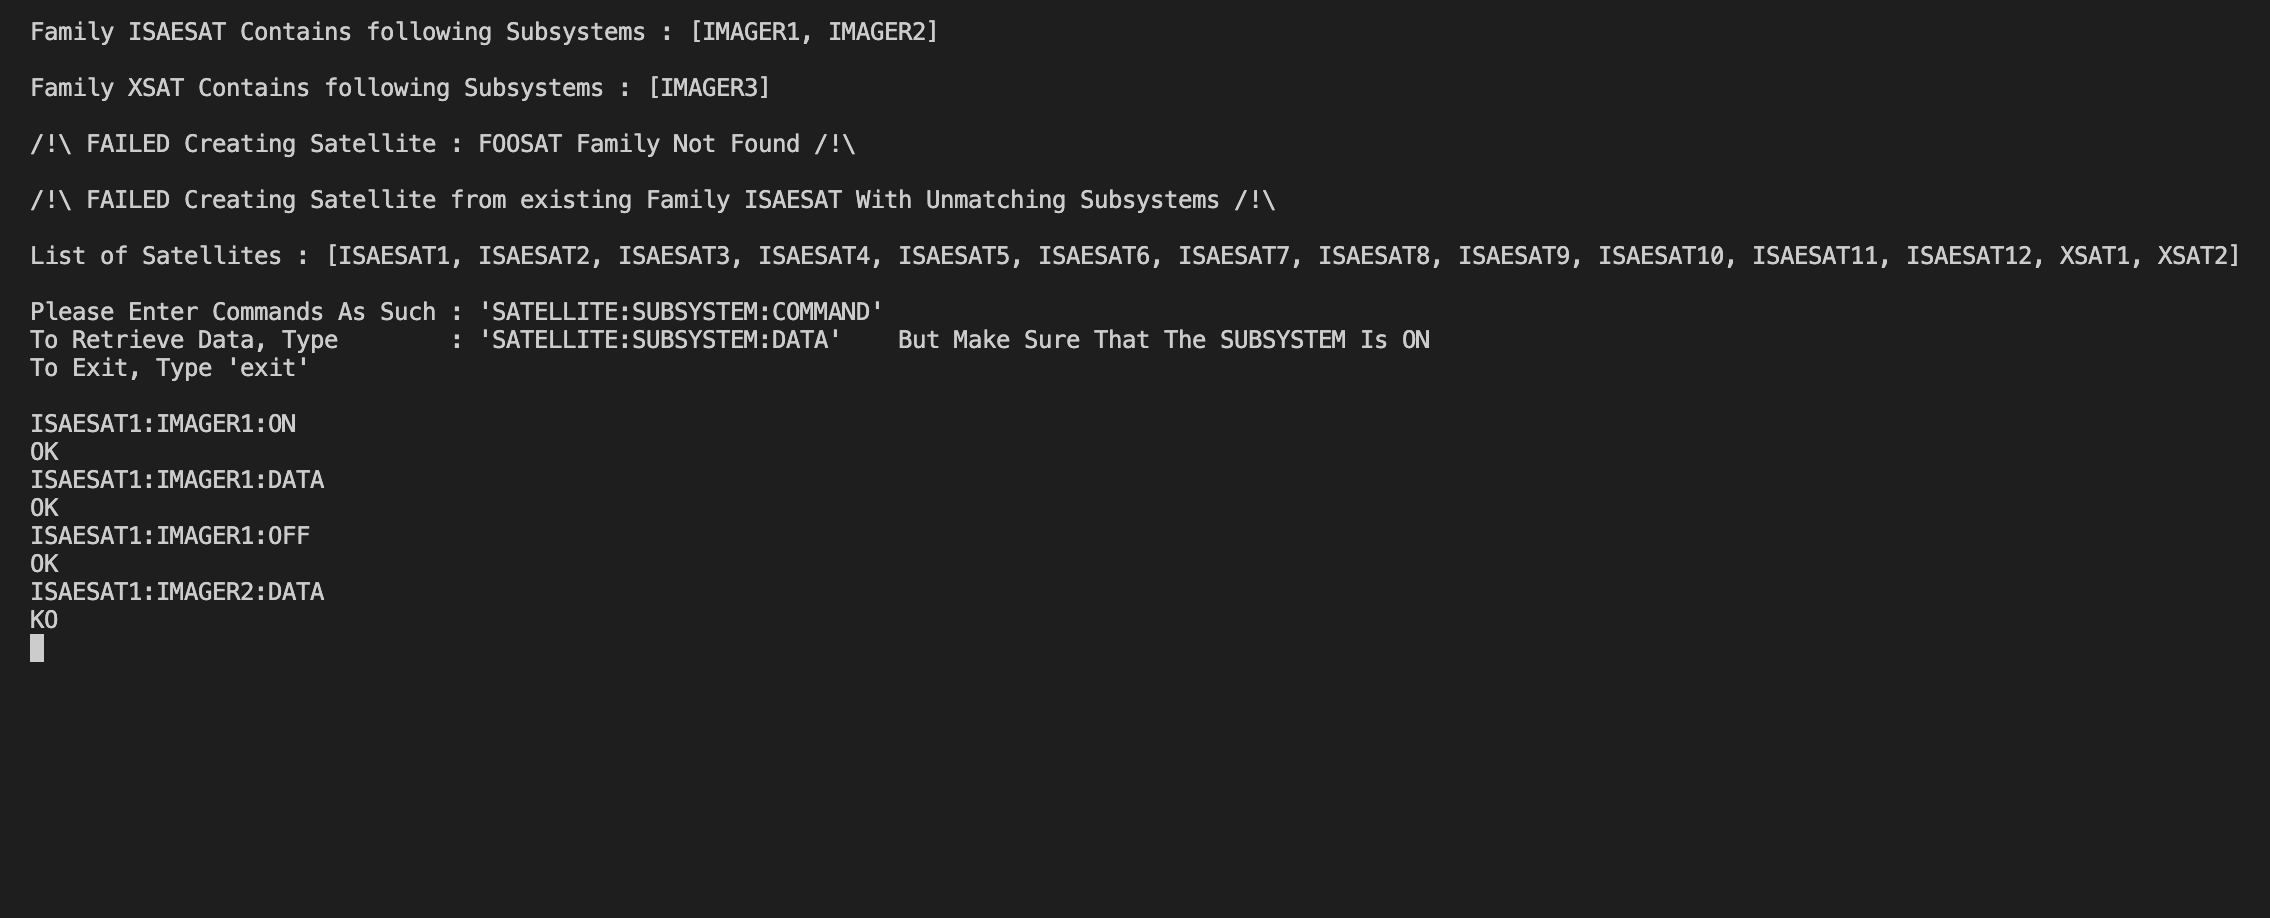 Family ISAESAT Contains following Subsystems : [IMAGER1, IMAGER2]
Family XSAT Contains following Subsystems : [IMAGER3]
/!\ FAILED Creating Satellite : FOOSAT Family Not Found /!\
/!\ FAILED Creating Satellite from existing Family ISAESAT With Unmatching Subsystems /!\
List of Satellites : [ISAESAT1, ISAESAT2, ISAESAT3, ISAESAT4, ISAESAT5, ISAESAT6, ISAESAT7, ISAESAT8, ISAESAT9, ISAESAT10, ISAESAT11, ISAESAT12, XSAT1, XSAT2]
Please Enter Commands As Such : 'SATELLITE:SUBSYSTEM:COMMAND'
To Retrieve Data, Type        : 'SATELLITE:SUBSYSTEM:DATA'    But Make Sure That The SUBSYSTEM Is ON
To Exit, Type 'exit'
ISAESAT1:IMAGER1:ON
OK
ISAESAT1:IMAGER1:DATA
OK
ISAESAT1:IMAGER1:OFF
OK
ISAESAT1:IMAGER2:DATA
KO